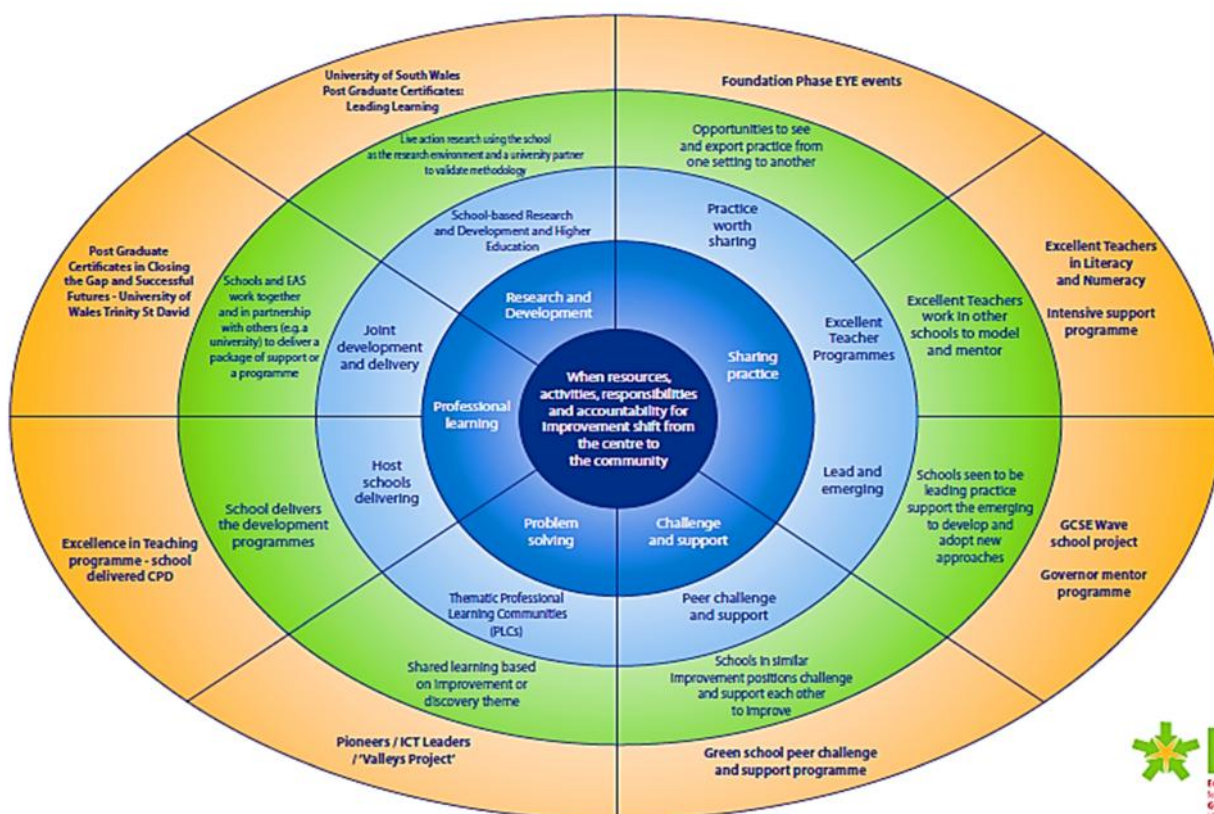 University of South Wales
Post Graduate Certificates:
Leading Learning
Foundation Phase EYE events
Live action research using the school
as the research environment and a university partner
to validate methodology
Opportunities to see
and export practice from
one setting to another
School-based Research
and Development and Higher
Education
Practice
worth
sharing
Post Graduate
Certificates in Closing
the Gap and Successful
Futures - University of
Wales Trinity St David
Schools and EAS
work together
and in partnership
with others (e.g. a
university) to deliver a
package of support or
a programme
Joint
development
and delivery
Research and
Development
Sharing
practice
Excellent
Teacher
Programmes
Excellent Teachers
work in other
schools to model
and mentor
Excellent Teachers
in Literacy
and Numeracy
Intensive support
programme
When resources,
activities, responsibilities
and accountability for
improvement shift from
the centre to
the community
Professional
learning
Host
schools
delivering
School delivers
the development
programmes
Excellence in Teaching
programme - school
delivered CPD
Problem
solving
Challenge
and support
Lead and
emerging
Schools seen to be
leading practice
support the emerging
to develop and
adopt new
approaches
GCSE Wave
school project
Governor mentor
programme
Thematic Professional
Learning Communities
(PLCs)
Peer challenge
and support
Shared learning based
on improvement or
discovery theme
Schools in similar
improvement positions challenge
and support each other
to improve
Pioneers / ICT Leaders
/ 'Valleys Project'
Green school peer challenge
and support programme